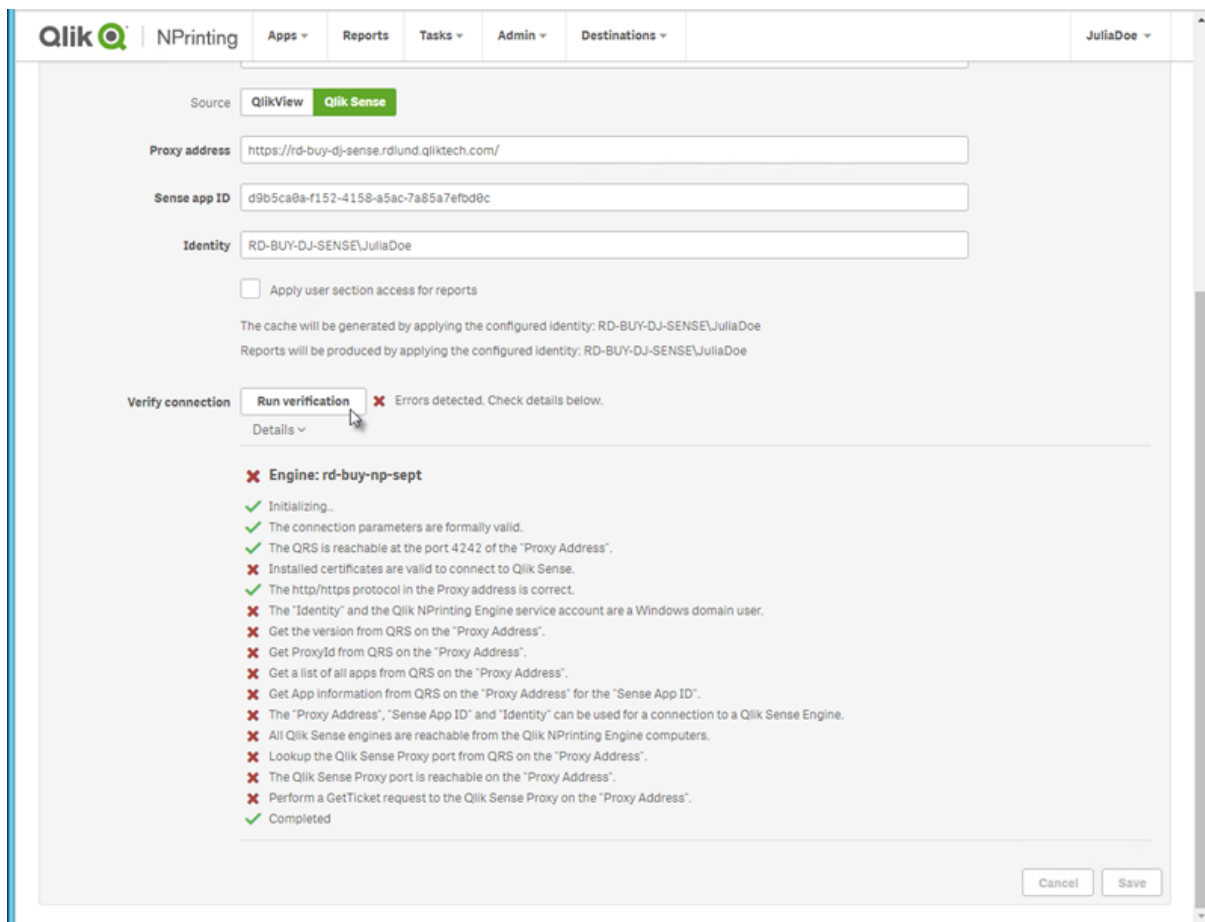 Qlik NPrinting Apps Reports Tasks Admin Destinations JuliaDoe
Source QlikView Qlik Sense
Proxy address https://rd-buy-dj-sense.rdlund.qliktech.com/
Sense app ID d9b5ca0a-f152-4158-a5ac-7a85a7efbd0c
Identity RD-BUY-DJ-SENSE\JuliaDoe
Apply user section access for reports
The cache will be generated by applying the configured identity: RD-BUY-DJ-SENSE\JuliaDoe
Reports will be produced by applying the configured identity: RD-BUY-DJ-SENSE\JuliaDoe
Verify connection Run verification Errors detected. Check details below.
Details
Engine: rd-buy-np-sept
Initializing..
The connection parameters are formally valid.
The QRS is reachable at the port 4242 of the "Proxy Address".
Installed certificates are valid to connect to Qlik Sense.
The http/https protocol in the Proxy address is correct.
The "Identity" and the Qlik NPrinting Engine service account are a Windows domain user.
Get the version from QRS on the "Proxy Address".
Get ProxyId from QRS on the "Proxy Address".
Get a list of all apps from QRS on the "Proxy Address".
Get App information from QRS on the "Proxy Address" for the "Sense App ID".
The "Proxy Address", "Sense App ID" and "Identity" can be used for a connection to a Qlik Sense Engine.
All Qlik Sense engines are reachable from the Qlik NPrinting Engine computers.
Lookup the Qlik Sense Proxy port from QRS on the "Proxy Address".
The Qlik Sense Proxy port is reachable on the "Proxy Address".
Perform a GetTicket request to the Qlik Sense Proxy on the "Proxy Address".
Completed
Cancel Save